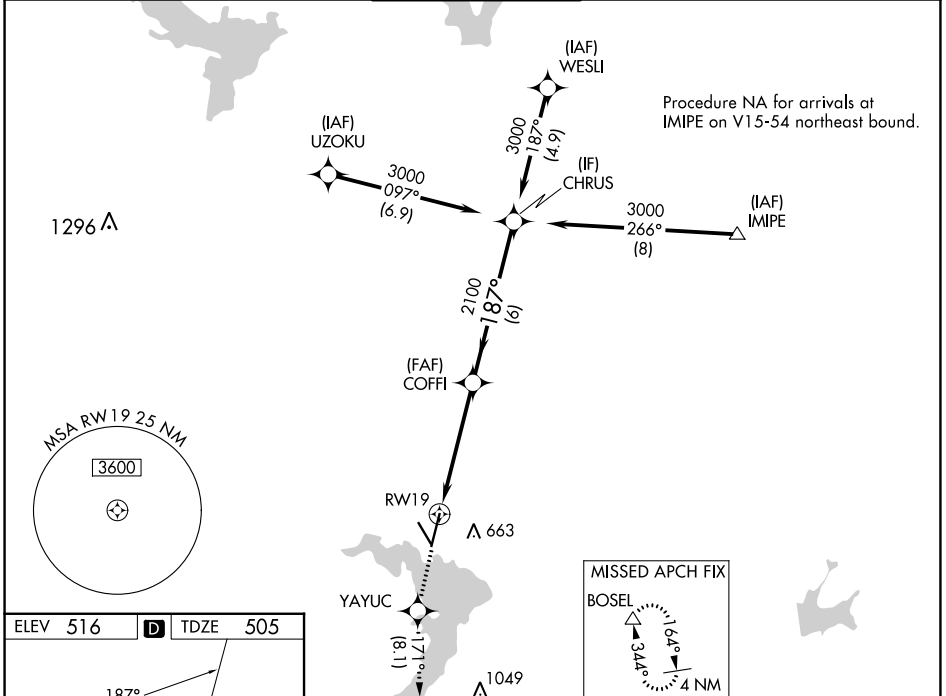 (IAF)
WESLI
Procedure NA for arrivals at
IMIPE on V15-54 northeast bound.
(IAF)
UZOKU
3000
187°
(4.9)
3000
097°
(6.9)
(IF)
CHRUS
(IAF)
IMIPE
3000
266°
(8)
1296
2100
187°
(6)
(FAF)
COFFI
MSA RW19 25 NM
3600
RW19
663
MISSED APCH FIX
BOSEL
164°
344°
4 NM
YAYUC
171°
(8.1)
1049
ELEV 516 D TDZE 505
187°